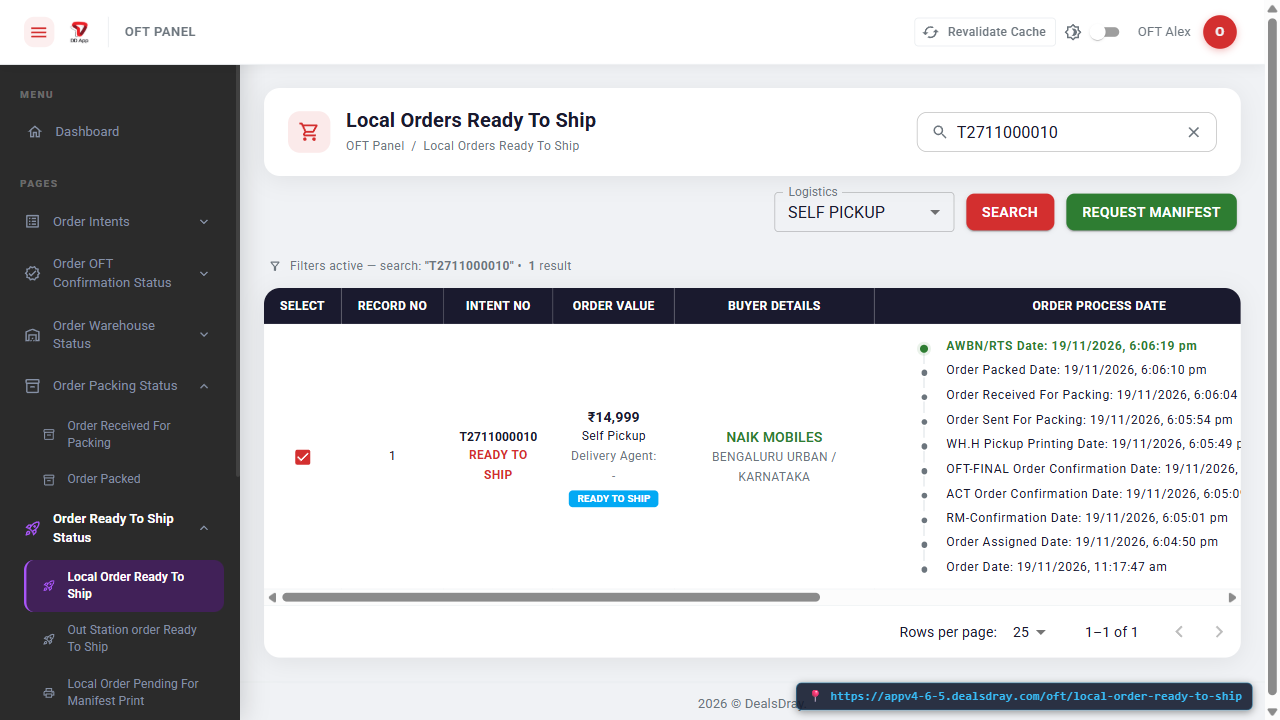 DD App
OFT PANEL
Revalidate Cache
OFT Alex
O
MENU
Dashboard
PAGES
Order Intents
Order OFT
Confirmation Status
Order Warehouse
Status
Order Packing Status
Order Received For
Packing
Order Packed
Order Ready To Ship
Status
Local Order Ready To
Ship
Out Station order Ready
To Ship
Local Order Pending For
Manifest Print
Local Orders Ready To Ship
OFT Panel / Local Orders Ready To Ship
T2711000010
Logistics
SELF PICKUP
SEARCH
REQUEST MANIFEST
Filters active — search: "T2711000010" • 1 result
SELECT
RECORD NO
INTENT NO
ORDER VALUE
BUYER DETAILS
ORDER PROCESS DATE
1
T2711000010
READY TO
SHIP
₹14,999
Self Pickup
Delivery Agent:
-
READY TO SHIP
NAIK MOBILES
BENGALURU URBAN /
KARNATAKA
AWBN/RTS Date: 19/11/2026, 6:06:19 pm
Order Packed Date: 19/11/2026, 6:06:10 pm
Order Received For Packing: 19/11/2026, 6:06:04
Order Sent For Packing: 19/11/2026, 6:05:54 pm
WH.H Pickup Printing Date: 19/11/2026, 6:05:49 p
OFT-FINAL Order Confirmation Date: 19/11/2026,
ACT Order Confirmation Date: 19/11/2026, 6:05:0
RM-Confirmation Date: 19/11/2026, 6:05:01 pm
Order Assigned Date: 19/11/2026, 6:04:50 pm
Order Date: 19/11/2026, 11:17:47 am
Rows per page: 25
1–1 of 1
2026 © DealsDray
https://appv4-6-5.dealsdray.com/oft/local-order-ready-to-ship